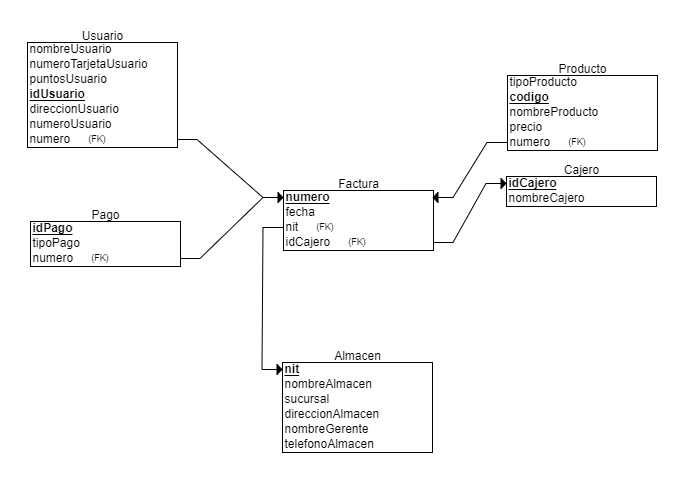 Usuario
nombreUsuario
numeroTarjetaUsuario
puntosUsuario
idUsuario
direccionUsuario
numeroUsuario
numero (FK)
Producto
tipoProducto
codigo
nombreProducto
precio
numero (FK)
Cajero
idCajero
nombreCajero
Factura
numero
fecha
nit (FK)
idCajero (FK)
Pago
idPago
tipoPago
numero (FK)
Almacen
nit
nombreAlmacen
sucursal
direccionAlmacen
nombreGerente
telefonoAlmacen